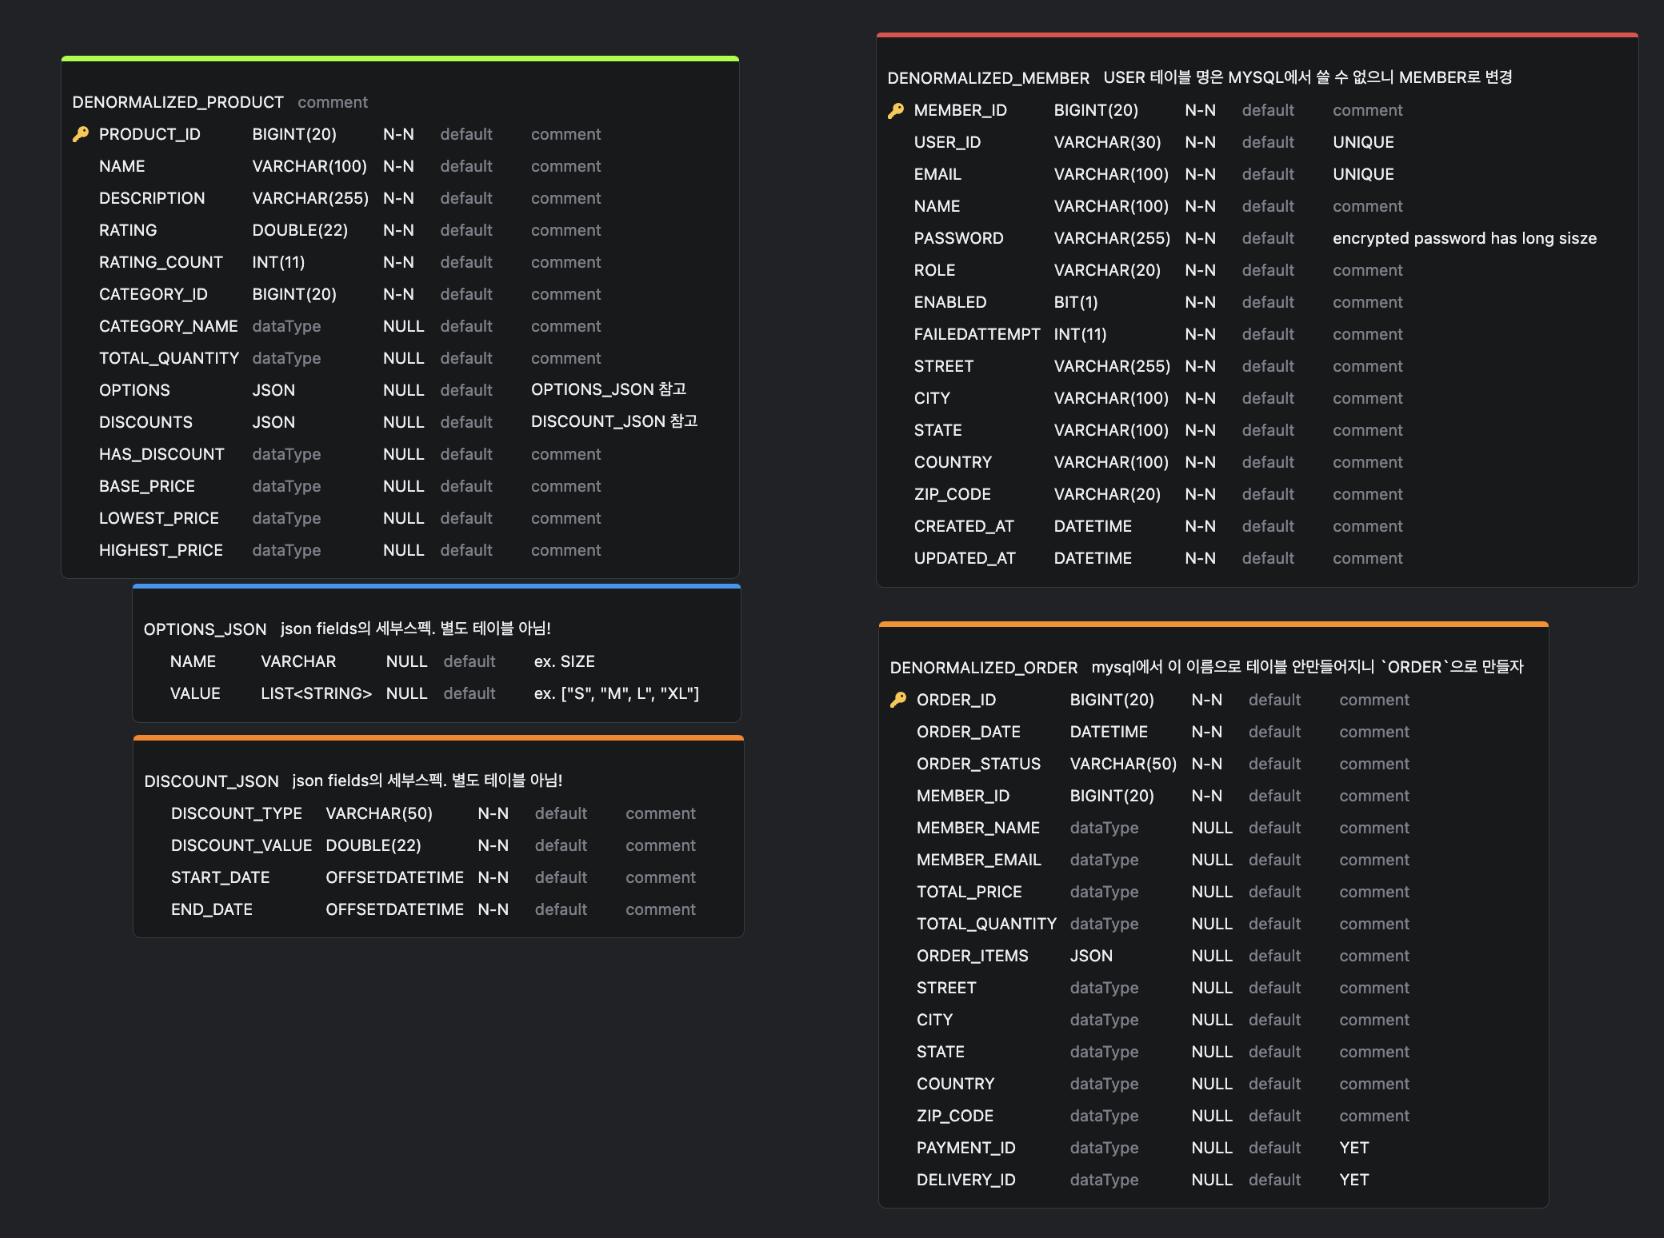 DENORMALIZED_PRODUCT comment
PRODUCT_ID BIGINT(20) N-N default comment
NAME VARCHAR(100) N-N default comment
DESCRIPTION VARCHAR(255) N-N default comment
RATING DOUBLE(22) N-N default comment
RATING_COUNT INT(11) N-N default comment
CATEGORY_ID BIGINT(20) N-N default comment
CATEGORY_NAME dataType NULL default comment
TOTAL_QUANTITY dataType NULL default comment
OPTIONS JSON NULL default OPTIONS_JSON 참고
DISCOUNTS JSON NULL default DISCOUNT_JSON 참고
HAS_DISCOUNT dataType NULL default comment
BASE_PRICE dataType NULL default comment
LOWEST_PRICE dataType NULL default comment
HIGHEST_PRICE dataType NULL default comment
OPTIONS_JSON json fields의 세부스펙. 별도 테이블 아님!
NAME VARCHAR NULL default ex. SIZE
VALUE LIST<STRING> NULL default ex. ["S", "M", L", "XL"]
DISCOUNT_JSON json fields의 세부스펙. 별도 테이블 아님!
DISCOUNT_TYPE VARCHAR(50) N-N default comment
DISCOUNT_VALUE DOUBLE(22) N-N default comment
START_DATE OFFSETDATETIME N-N default comment
END_DATE OFFSETDATETIME N-N default comment
DENORMALIZED_MEMBER USER 테이블 명은 MYSQL에서 쓸 수 없으니 MEMBER로 변경
MEMBER_ID BIGINT(20) N-N default comment
USER_ID VARCHAR(30) N-N default UNIQUE
EMAIL VARCHAR(100) N-N default UNIQUE
NAME VARCHAR(100) N-N default comment
PASSWORD VARCHAR(255) N-N default encrypted password has long sisze
ROLE VARCHAR(20) N-N default comment
ENABLED BIT(1) N-N default comment
FAILEDATTEMPT INT(11) N-N default comment
STREET VARCHAR(255) N-N default comment
CITY VARCHAR(100) N-N default comment
STATE VARCHAR(100) N-N default comment
COUNTRY VARCHAR(100) N-N default comment
ZIP_CODE VARCHAR(20) N-N default comment
CREATED_AT DATETIME N-N default comment
UPDATED_AT DATETIME N-N default comment
DENORMALIZED_ORDER mysql에서 이 이름으로 테이블 안만들어지니 `ORDER`으로 만들자
ORDER_ID BIGINT(20) N-N default comment
ORDER_DATE DATETIME N-N default comment
ORDER_STATUS VARCHAR(50) N-N default comment
MEMBER_ID BIGINT(20) N-N default comment
MEMBER_NAME dataType NULL default comment
MEMBER_EMAIL dataType NULL default comment
TOTAL_PRICE dataType NULL default comment
TOTAL_QUANTITY dataType NULL default comment
ORDER_ITEMS JSON NULL default comment
STREET dataType NULL default comment
CITY dataType NULL default comment
STATE dataType NULL default comment
COUNTRY dataType NULL default comment
ZIP_CODE dataType NULL default comment
PAYMENT_ID dataType NULL default YET
DELIVERY_ID dataType NULL default YET